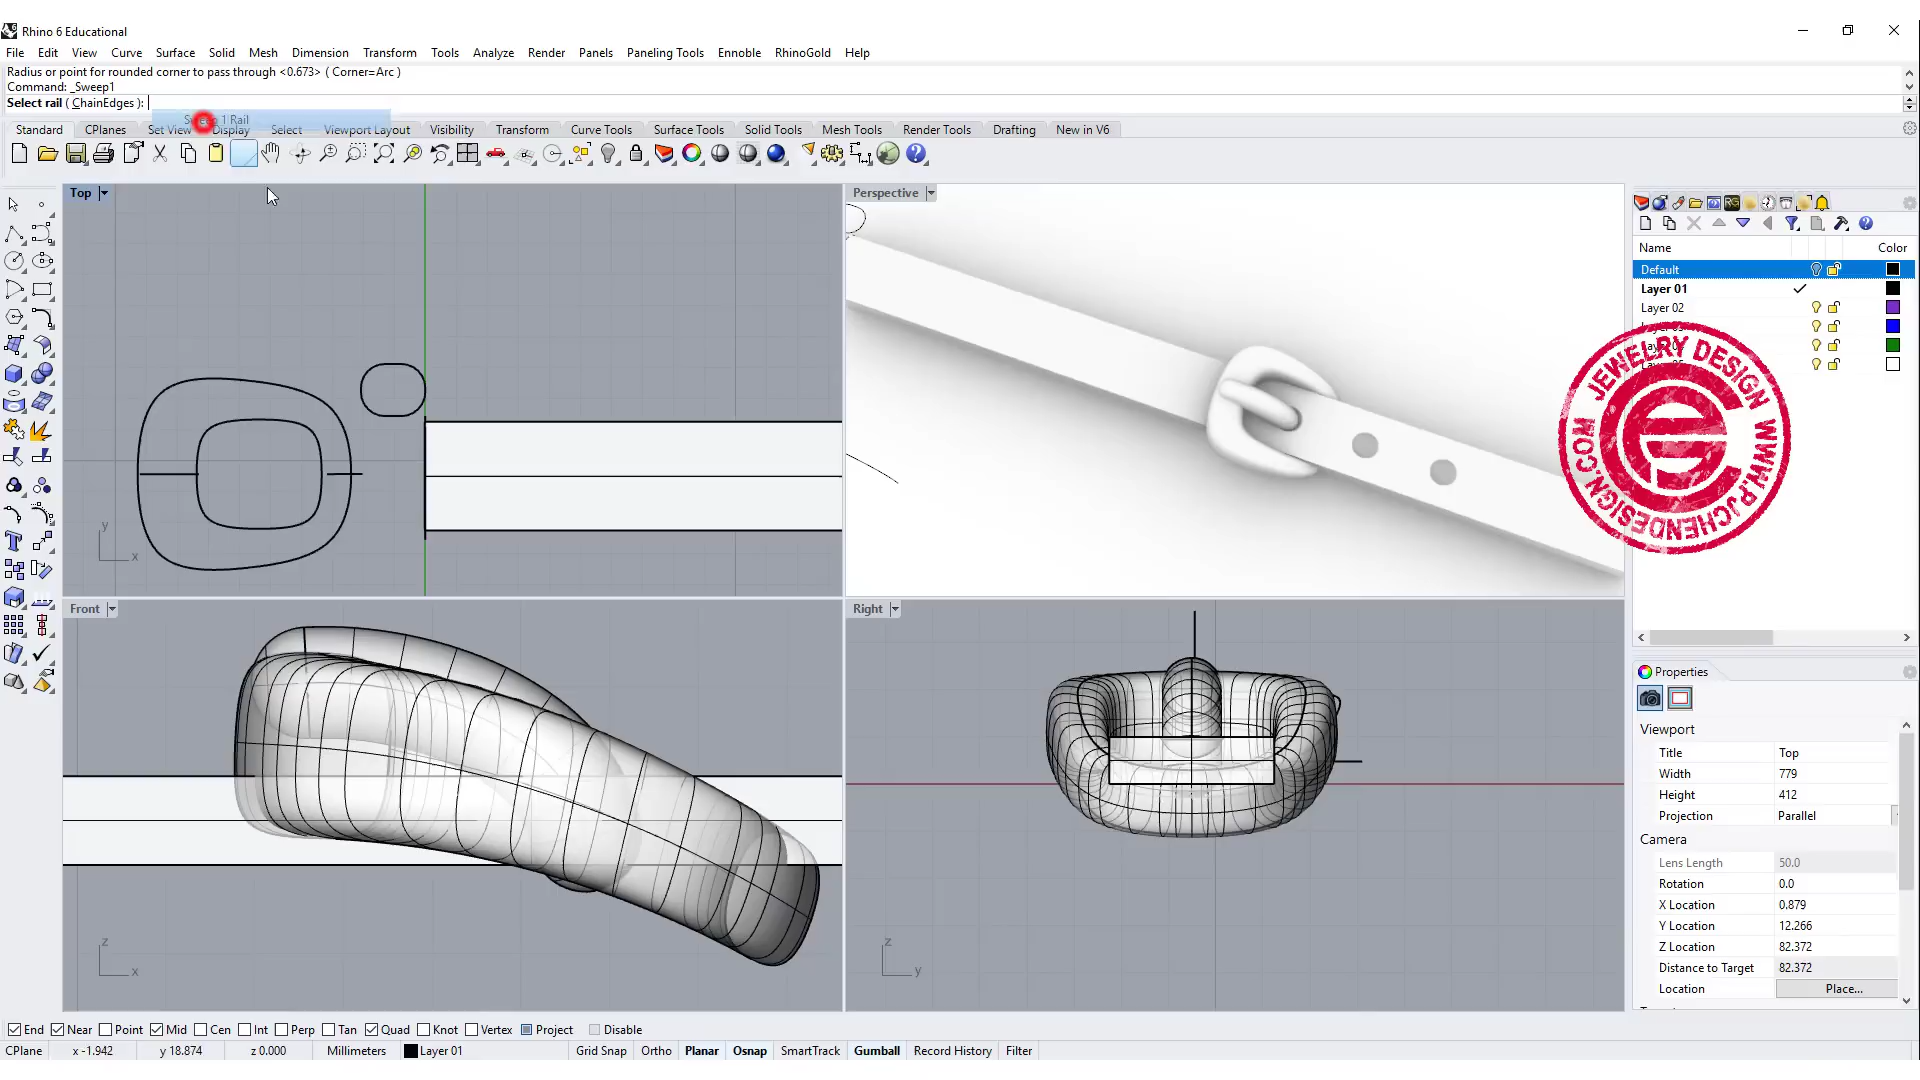 Rhino 6 Educational
File Edit View Curve Surface Solid Mesh Dimension Transform Tools Analyze Render Panels Paneling Tools Ennoble RhinoGold Help
Radius or point for rounded corner to pass through <0.673> ( Corner=Arc )
Command: _Sweep1
Select rail ( ChainEdges ):
Sweep 1 Rail
Standard CPlanes Set View Display Select Viewport Layout Visibility Transform Curve Tools Surface Tools Solid Tools Mesh Tools Render Tools Drafting New in V6
Top
Perspective
Name Color
Default
Layer 01
Layer 02
JEWELRY DESIGN WWW.PJCHENDESIGN.COM
y
x
Front
Right
z
x
z
y
Properties
Viewport
Title Top
Width 779
Height 412
Projection Parallel
Camera
Lens Length 50.0
Rotation 0.0
X Location 0.879
Y Location 12.266
Z Location 82.372
Distance to Target 82.372
Location Place...
End Near Point Mid Cen Int Perp Tan Quad Knot Vertex Project Disable
CPlane x -1.942 y 18.874 z 0.000 Millimeters Layer 01 Grid Snap Ortho Planar Osnap SmartTrack Gumball Record History Filter